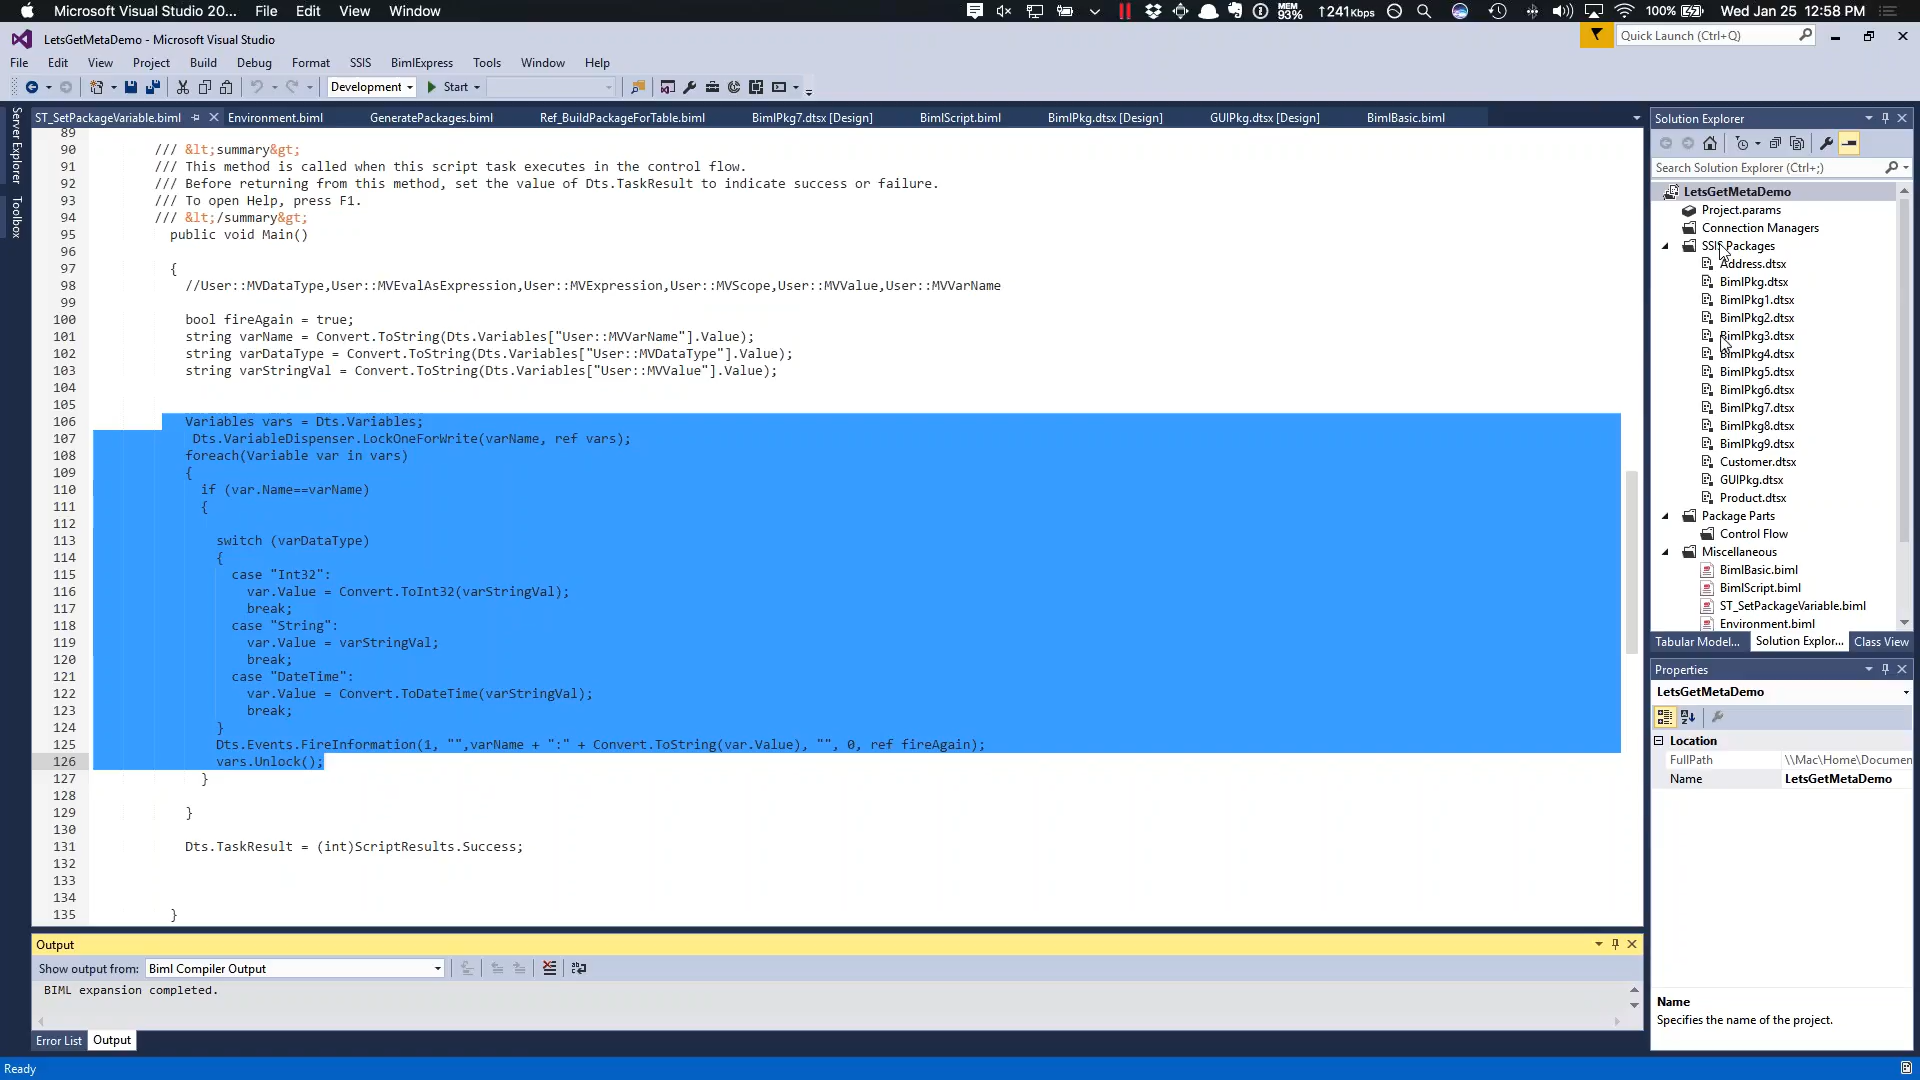 Microsoft Visual Studio 20... File Edit View Window
MEM 93% ↑241Kbps 100% Wed Jan 25 12:58 PM
LetsGetMetaDemo - Microsoft Visual Studio
Quick Launch (Ctrl+Q)
File Edit View Project Build Debug Format SSIS BimlExpress Tools Window Help
Development Start
Server Explorer
Toolbox
ST_SetPackageVariable.biml Environment.biml GeneratePackages.biml Ref_BuildPackageForTable.biml BimlPkg7.dtsx [Design] BimlScript.biml BimlPkg.dtsx [Design] GUIPkg.dtsx [Design] BimlBasic.biml
89
90 /// &lt;summary&gt;
91 /// This method is called when this script task executes in the control flow.
92 /// Before returning from this method, set the value of Dts.TaskResult to indicate success or failure.
93 /// To open Help, press F1.
94 /// &lt;/summary&gt;
95 public void Main()
96
97 {
98 //User::MVDataType,User::MVEvalAsExpression,User::MVExpression,User::MVScope,User::MVValue,User::MVVarName
99
100 bool fireAgain = true;
101 string varName = Convert.ToString(Dts.Variables["User::MVVarName"].Value);
102 string varDataType = Convert.ToString(Dts.Variables["User::MVDataType"].Value);
103 string varStringVal = Convert.ToString(Dts.Variables["User::MVValue"].Value);
104
105
106 Variables vars = Dts.Variables;
107 Dts.VariableDispenser.LockOneForWrite(varName, ref vars);
108 foreach(Variable var in vars)
109 {
110 if (var.Name==varName)
111 {
112
113 switch (varDataType)
114 {
115 case "Int32":
116 var.Value = Convert.ToInt32(varStringVal);
117 break;
118 case "String":
119 var.Value = varStringVal;
120 break;
121 case "DateTime":
122 var.Value = Convert.ToDateTime(varStringVal);
123 break;
124 }
125 Dts.Events.FireInformation(1, "",varName + ":" + Convert.ToString(var.Value), "", 0, ref fireAgain);
126 vars.Unlock();
127 }
128
129 }
130
131 Dts.TaskResult = (int)ScriptResults.Success;
132
133
134
135 }
Output
Show output from: Biml Compiler Output
BIML expansion completed.
Error List Output
Ready
Solution Explorer
Search Solution Explorer (Ctrl+;)
LetsGetMetaDemo
Project.params
Connection Managers
SSIS Packages
Address.dtsx
BimlPkg.dtsx
BimlPkg1.dtsx
BimlPkg2.dtsx
BimlPkg3.dtsx
BimlPkg4.dtsx
BimlPkg5.dtsx
BimlPkg6.dtsx
BimlPkg7.dtsx
BimlPkg8.dtsx
BimlPkg9.dtsx
Customer.dtsx
GUIPkg.dtsx
Product.dtsx
Package Parts
Control Flow
Miscellaneous
BimlBasic.biml
BimlScript.biml
ST_SetPackageVariable.biml
Environment.biml
Tabular Model... Solution Explor... Class View
Properties
LetsGetMetaDemo
Location
FullPath \\Mac\Home\Documen
Name LetsGetMetaDemo
Name
Specifies the name of the project.